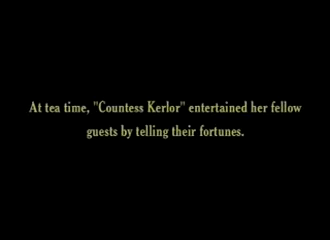 At tea time, "Countess Kerlor" entertained her fellow
guests by telling their fortunes.